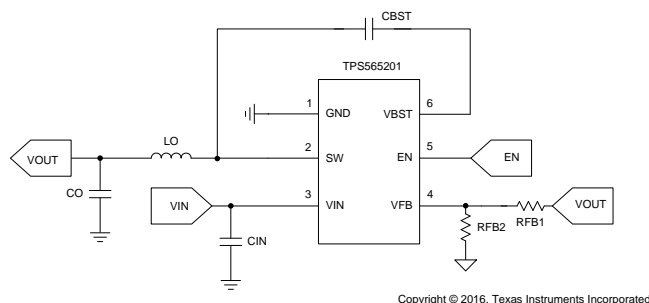 CBST
TPS565201
1 GND VBST 6
LO
VOUT
2 SW EN 5 EN
CO
VIN 3 VIN VFB 4 RFB1 VOUT
CIN
RFB2
Copyright © 2016, Texas Instruments Incorporated